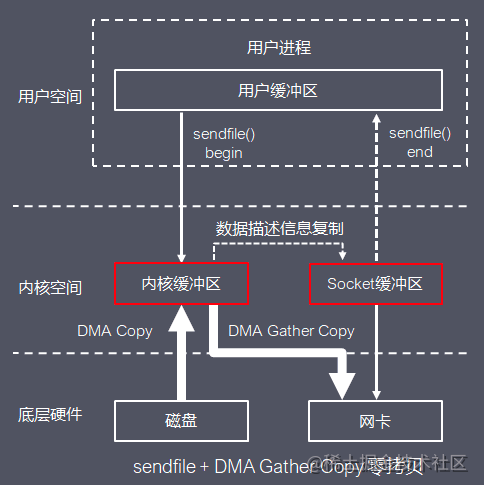 用户进程
用户空间
用户缓冲区
sendfile()
begin
sendfile()
end
数据描述信息复制
内核空间
内核缓冲区
Socket缓冲区
DMA Copy
DMA Gather Copy
底层硬件
磁盘
网卡
sendfile + DMA Gather Copy 零拷贝
@稀土掘金技术社区